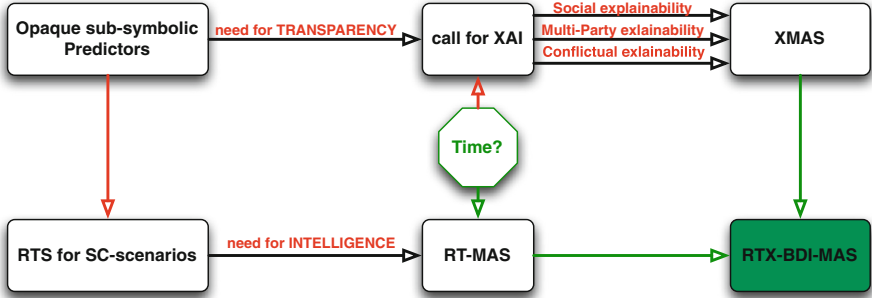 Opaque sub-symbolic
Predictors
need for TRANSPARENCY
call for XAI
Social explainability
Multi-Party exlainability
Conflictual exlainability
XMAS
Time?
RTS for SC-scenarios
need for INTELLIGENCE
RT-MAS
RTX-BDI-MAS